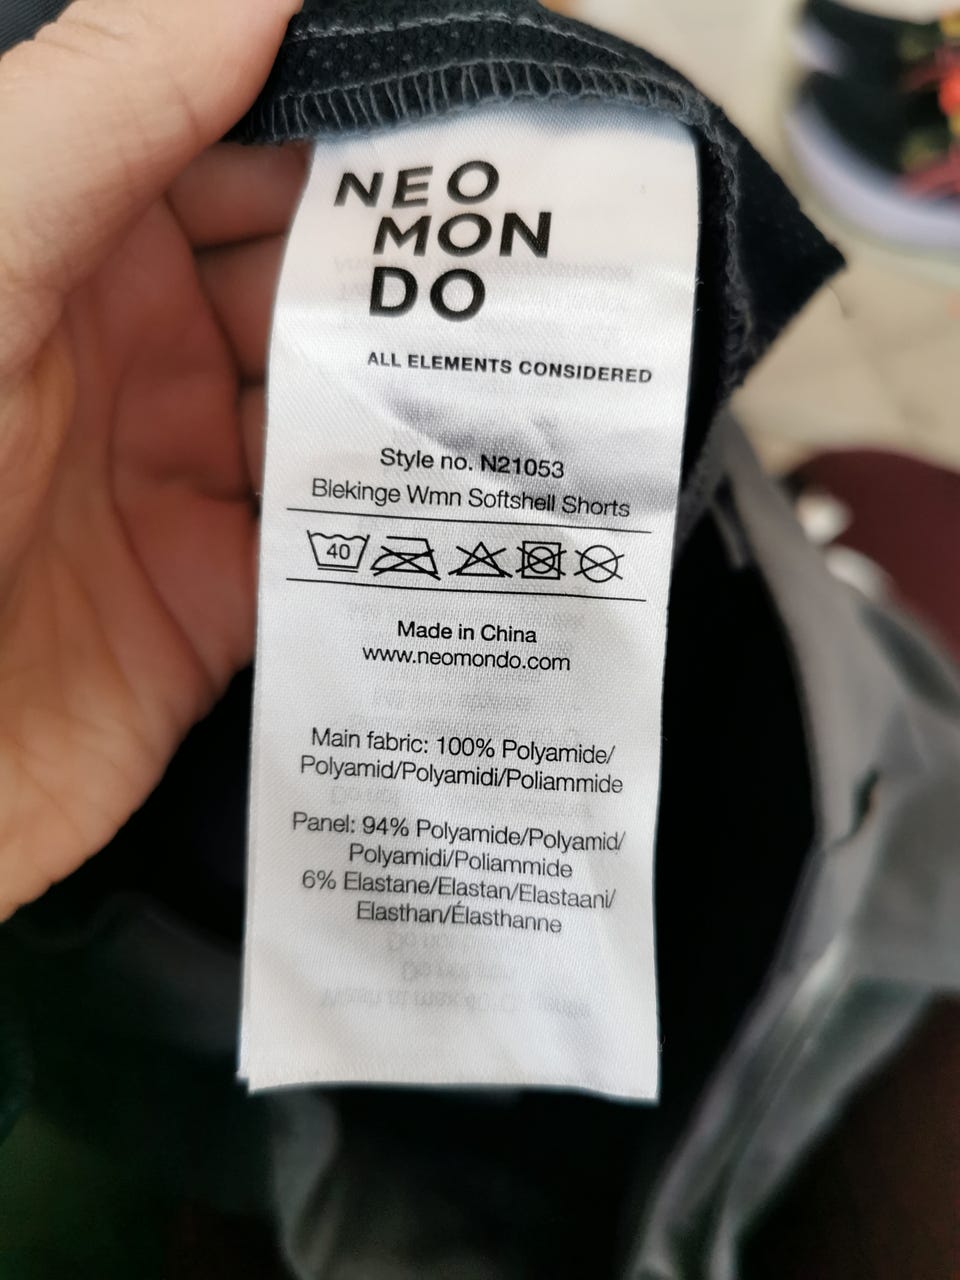 NEO
MON
DO
ALL ELEMENTS CONSIDERED
Style no. N21053
Blekinge Wmn Softshell Shorts
40
Made in China
www.neomondo.com
Main fabric: 100% Polyamide/
Polyamid/Polyamidi/Poliammide
Panel: 94% Polyamide/Polyamid/
Polyamidi/Poliammide
6% Elastane/Elastan/Elastaani/
Elasthan/Élasthanne